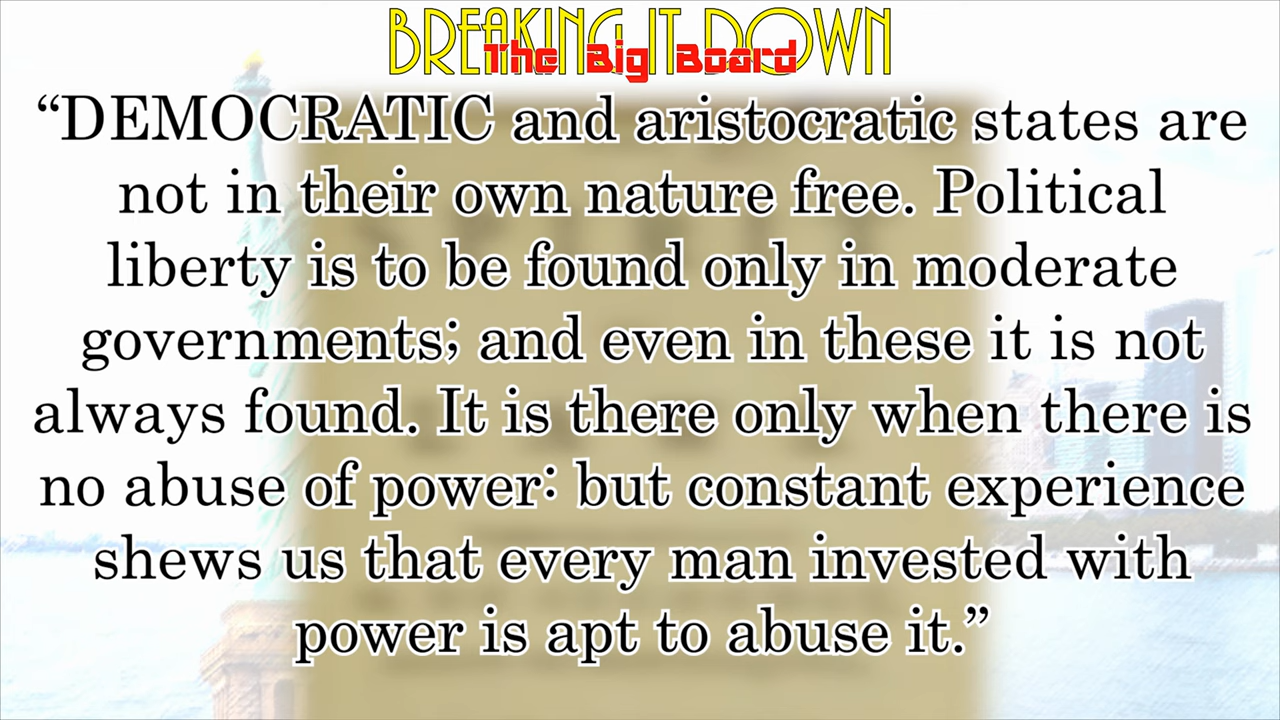 BREAKING IT DOWN
The Big Board
“DEMOCRATIC and aristocratic states are
not in their own nature free. Political
liberty is to be found only in moderate
governments; and even in these it is not
always found. It is there only when there is
no abuse of power: but constant experience
shews us that every man invested with
power is apt to abuse it.”